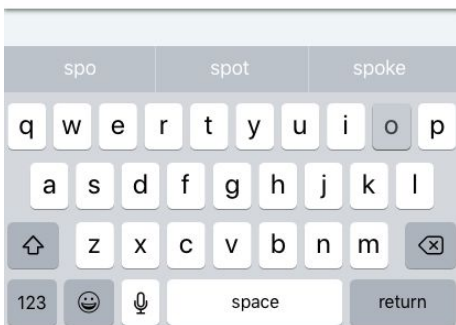 spo spot spoke
q w e r t y u i o p
a s d f g h j k l
z x c v b n m
123 space return